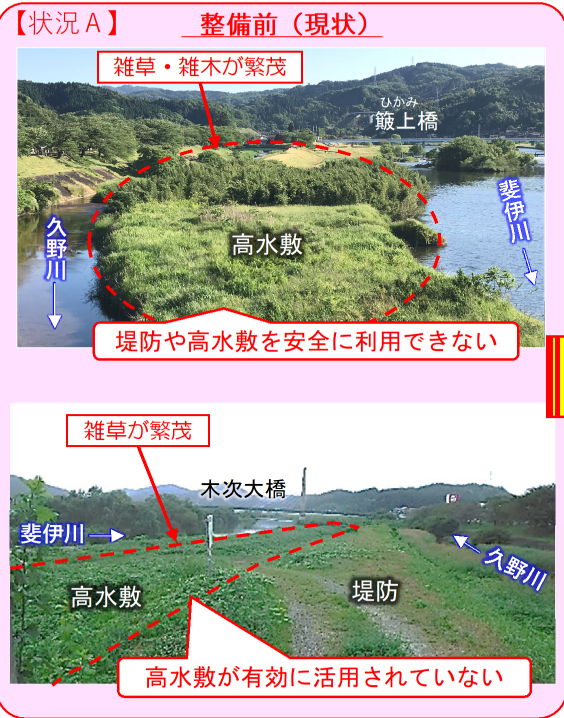 【状況Ａ】
整備前（現状）
雑草・雑木が繁茂
ひかみ
簸上橋
斐伊川
久野川
高水敷
堤防や高水敷を安全に利用できない
雑草が繁茂
木次大橋
斐伊川
久野川
高水敷
堤防
高水敷が有効に活用されていない